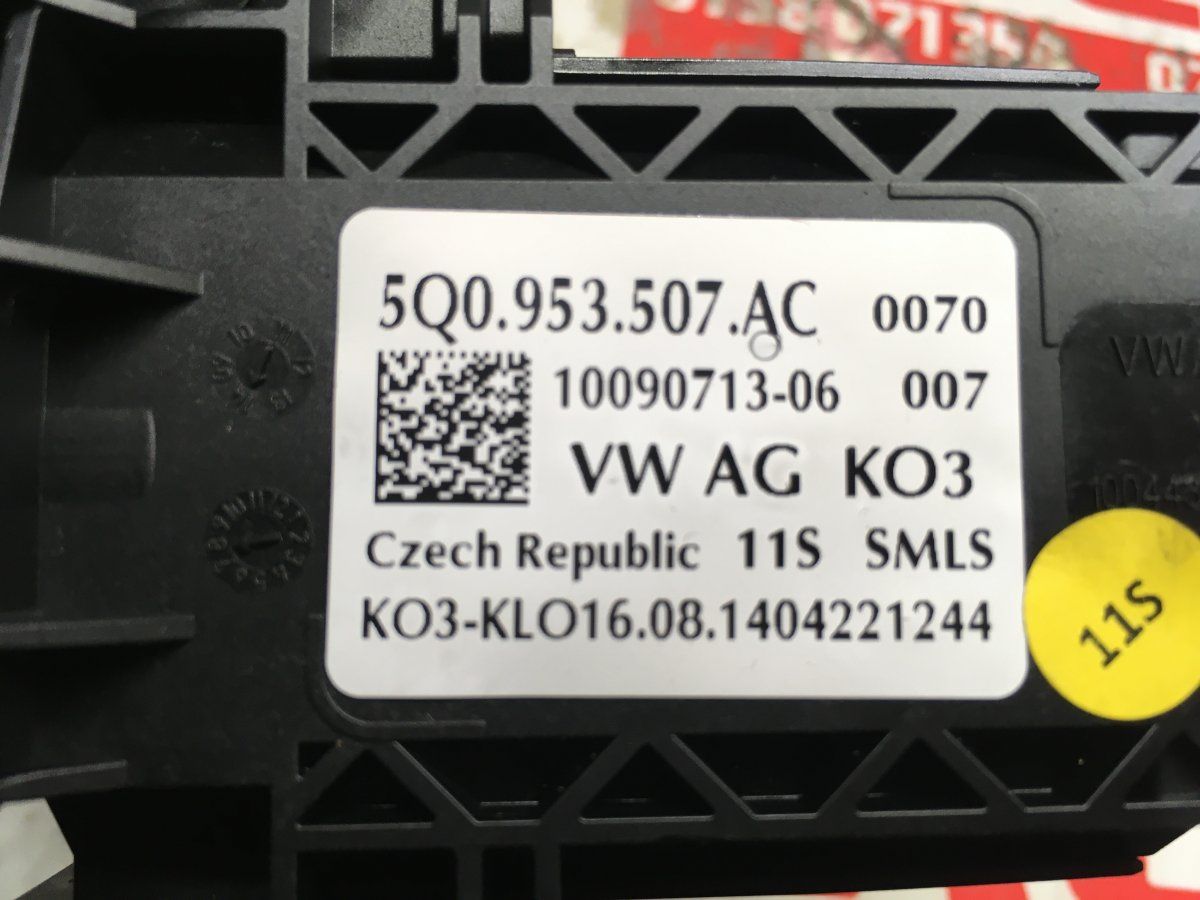 5Q0.953.507.AC 0070
10090713-06 007
VW AG KO3
Czech Republic 11S SMLS
KO3-KLO16.08.1404221244
11S
VW